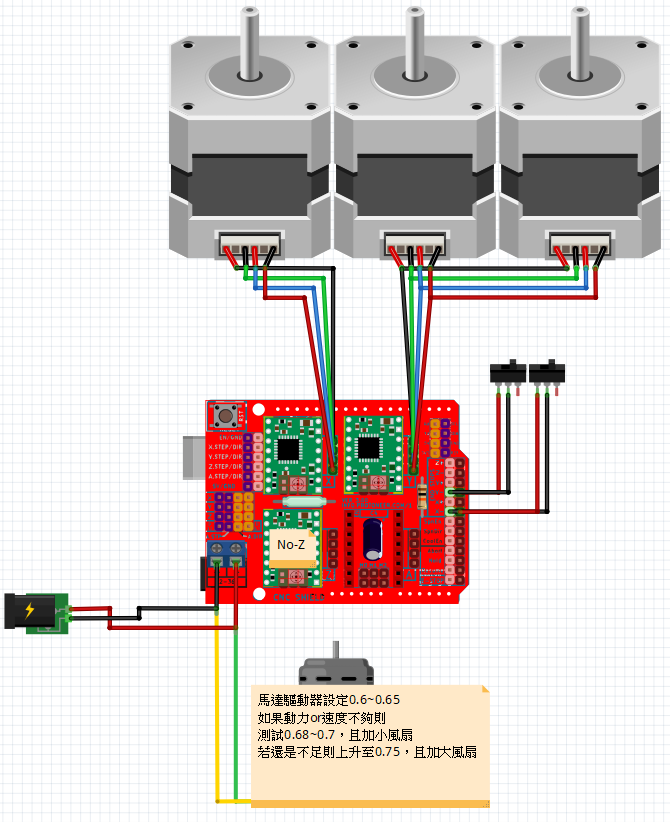 RST
EN/GND
X.STEP/DIR
Y.STEP/DIR
Z.STEP/DIR
A.STEP/DIR
No-Z
CNC SHIELD
馬達驅動器設定0.6~0.65
如果動力or速度不夠則
測試0.68~0.7，且加小風扇
若還是不足則上升至0.75，且加大風扇